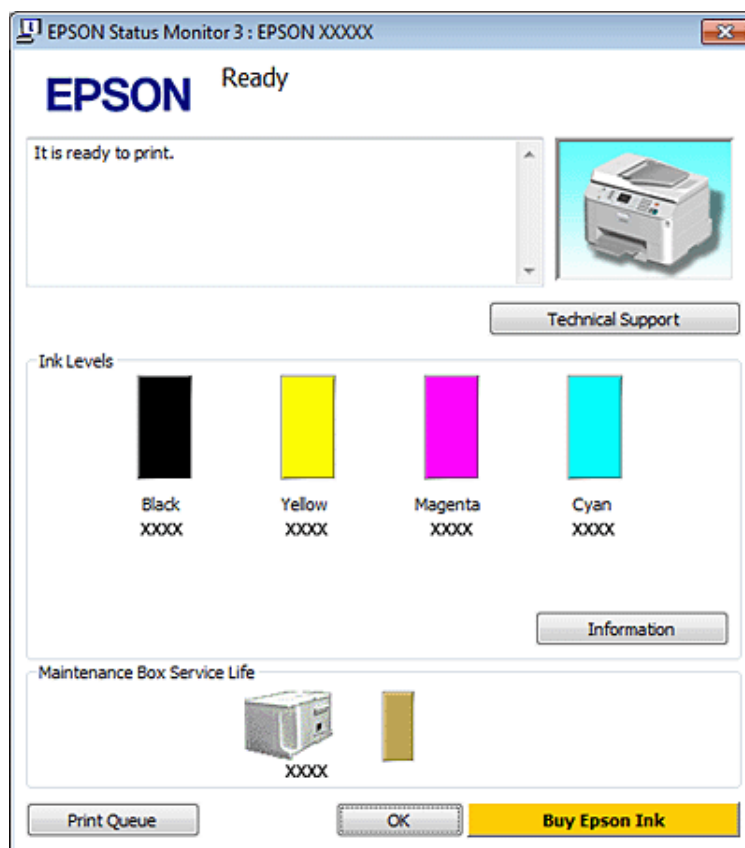 EPSON Status Monitor 3 : EPSON XXXXX
EPSON
Ready
It is ready to print.
Technical Support
Ink Levels
Black Yellow Magenta Cyan
XXXX XXXX XXXX XXXX
Information
Maintenance Box Service Life
XXXX
Print Queue OK Buy Epson Ink